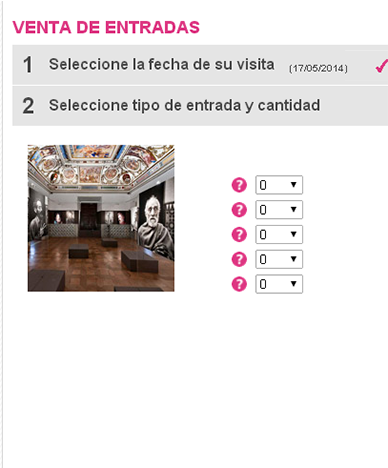 VENTA DE ENTRADAS
1 Seleccione la fecha de su visita (17/05/2014)
2 Seleccione tipo de entrada y cantidad
? 0
? 0
? 0
? 0
? 0